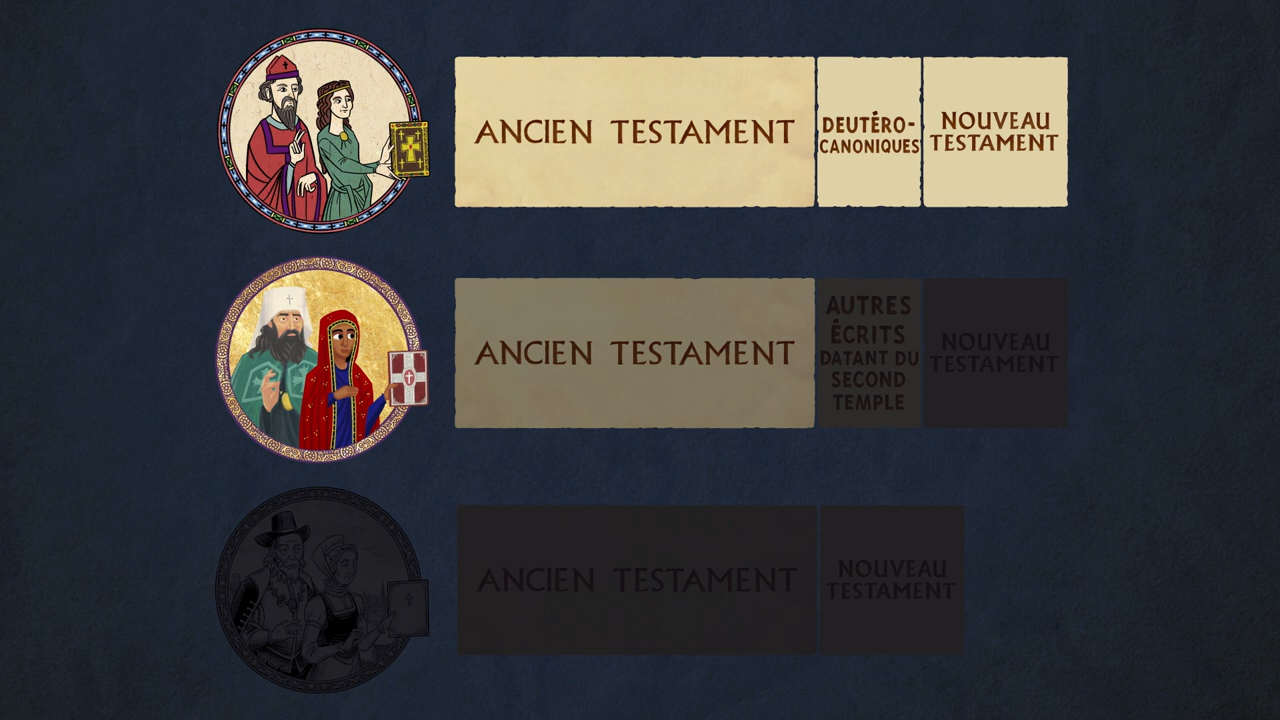 ANCIEN TESTAMENT
DEUTÉRO-
CANONIQUES
NOUVEAU
TESTAMENT
ANCIEN TESTAMENT
AUTRES
ÉCRITS
DATANT DU
SECOND
TEMPLE
NOUVEAU
TESTAMENT
ANCIEN TESTAMENT
NOUVEAU
TESTAMENT